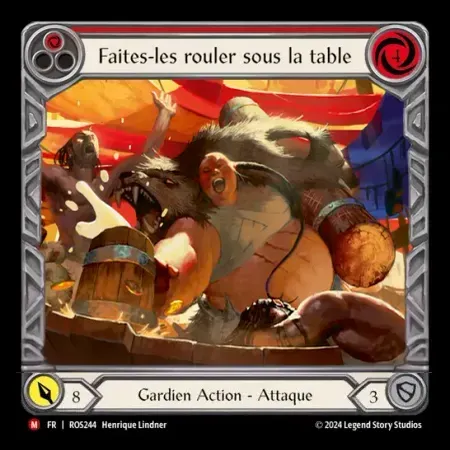 Faites-les rouler sous la table
4
8
Gardien Action - Attaque
3
M FR | ROS244 Henrique Lindner
© 2024 Legend Story Studios